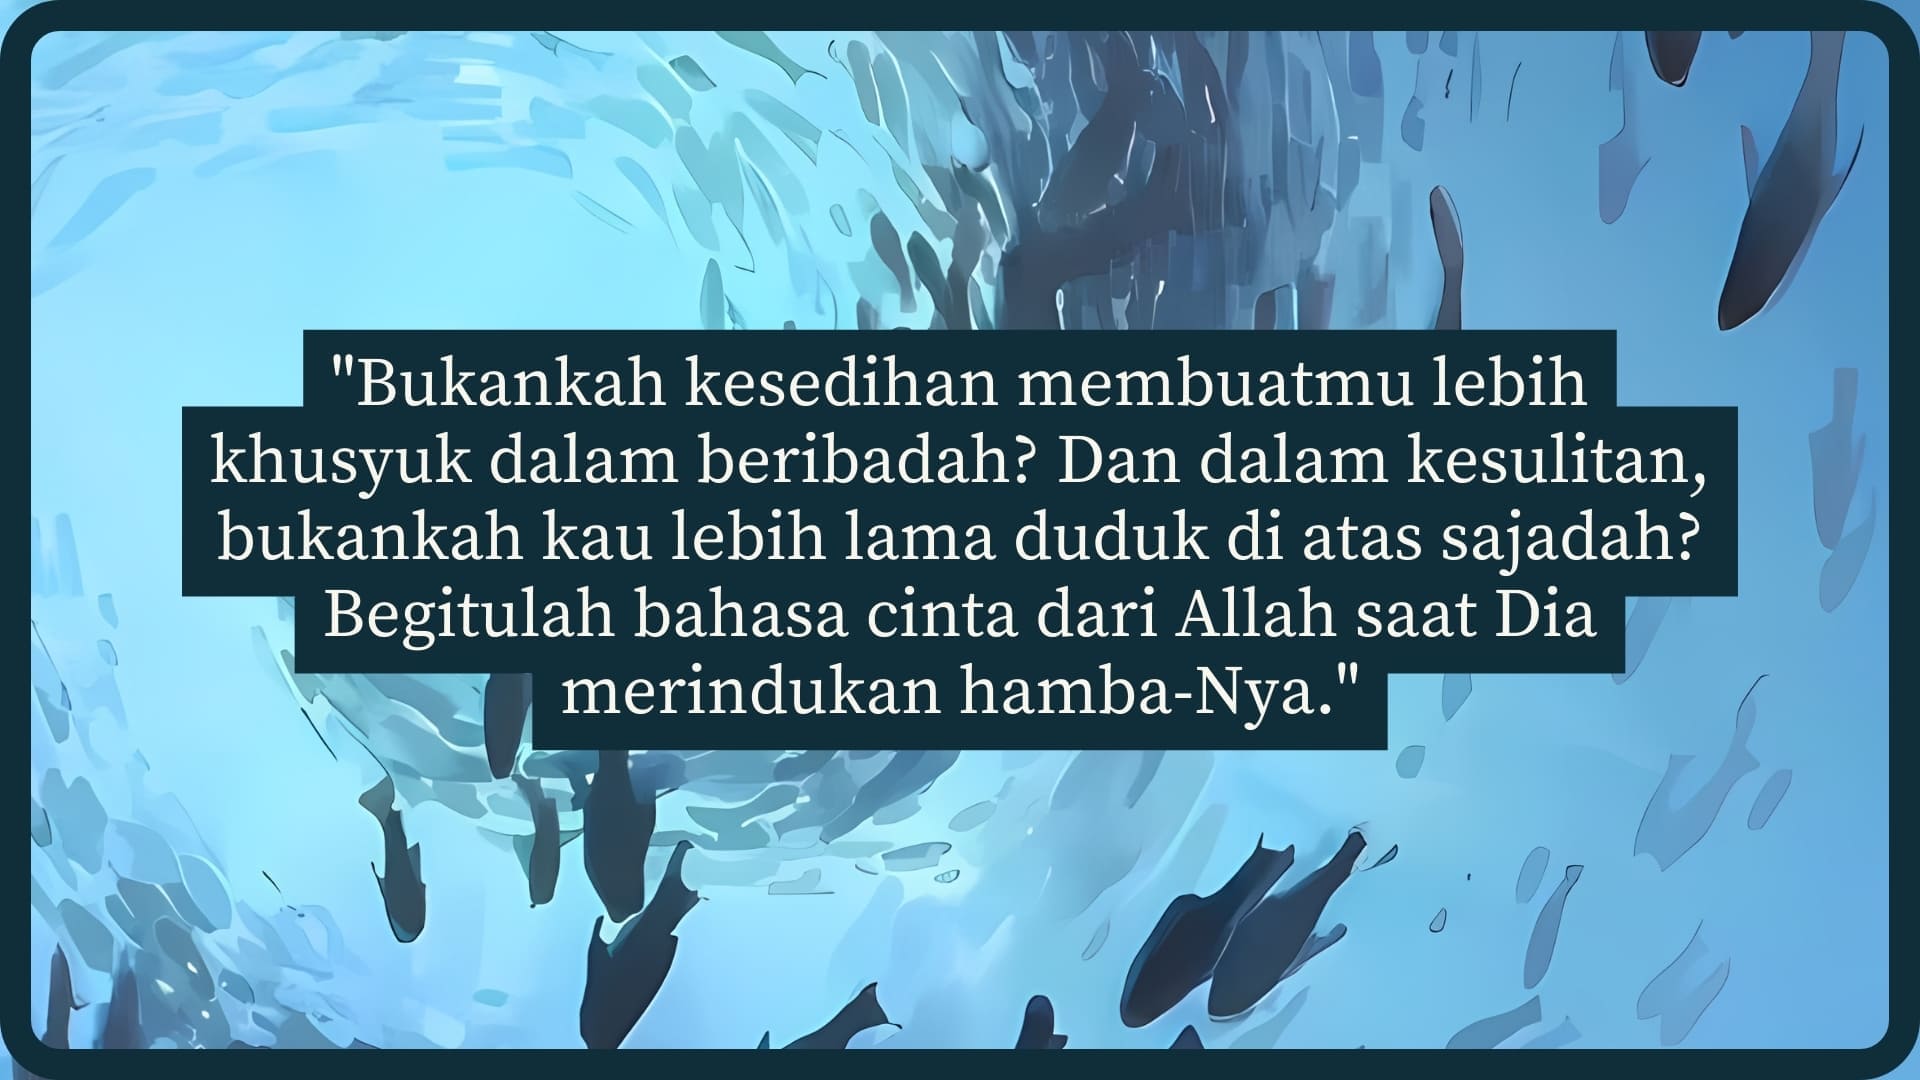 "Bukankah kesedihan membuatmu lebih
khusyuk dalam beribadah? Dan dalam kesulitan,
bukankah kau lebih lama duduk di atas sajadah?
Begitulah bahasa cinta dari Allah saat Dia
merindukan hamba-Nya."